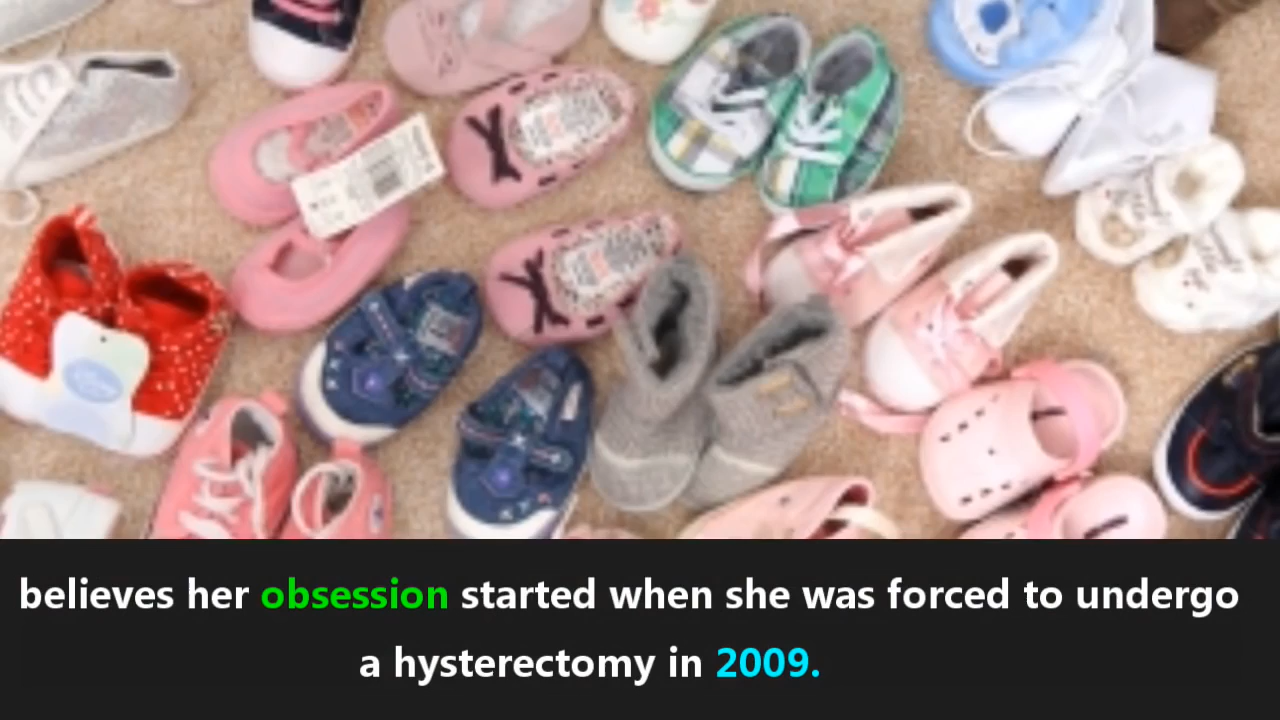 believes her obsession started when she was forced to undergo
a hysterectomy in 2009.